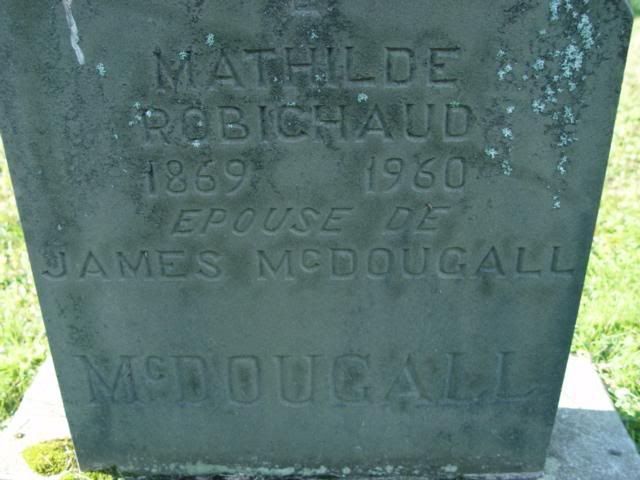 MATHILDE
ROBICHAUD
1869 1960
EPOUSE DE
JAMES McDOUGALL
McDOUGALL